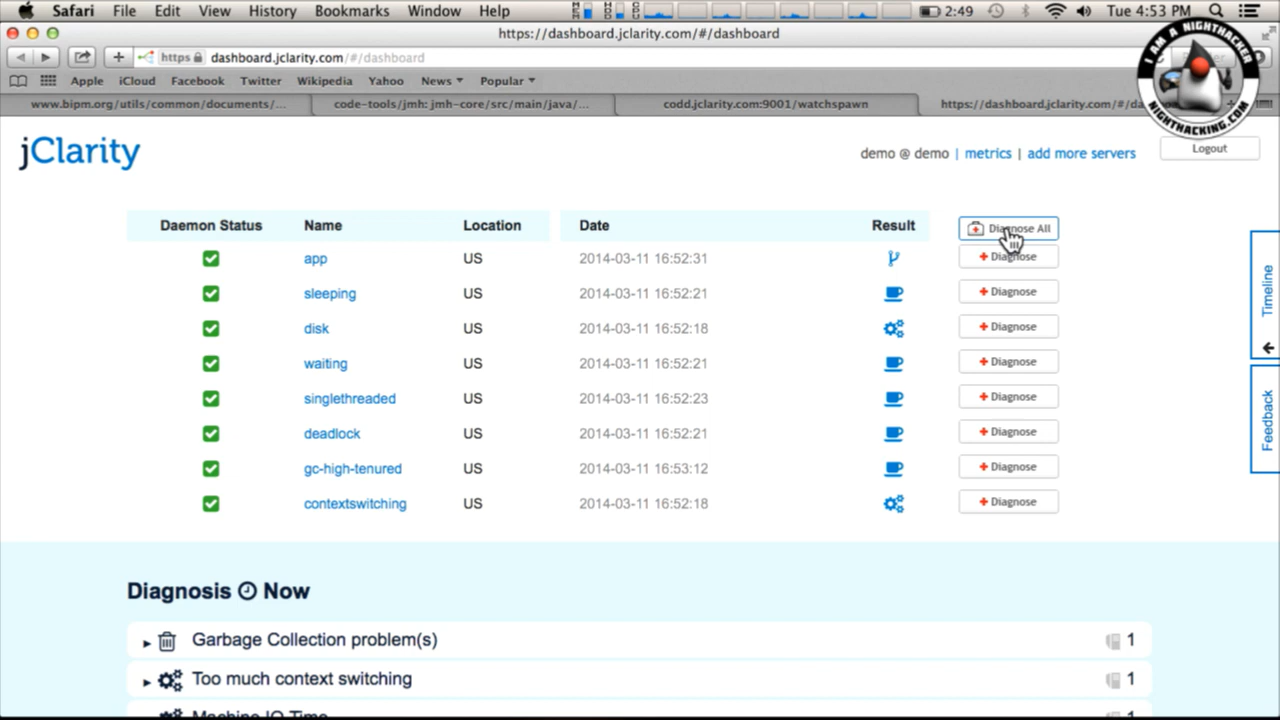 Safari File Edit View History Bookmarks Window Help 2:49 Tue 4:53 PM
https://dashboard.jclarity.com/#/dashboard
https dashboard.jclarity.com/#/dashboard
Apple iCloud Facebook Twitter Wikipedia Yahoo News Popular
www.bipm.org/utils/common/documents/... code-tools/jmh: jmh-core/src/main/java/... codd.jclarity.com:9001/watchspawn https://dashboard.jclarity.com/#/da
I AM A NIGHTHACKER
NIGHTHACKING.COM
jClarity
demo @ demo | metrics | add more servers Logout
Daemon Status Name Location Date Result Diagnose All
app US 2014-03-11 16:52:31 Diagnose
sleeping US 2014-03-11 16:52:21 Diagnose
disk US 2014-03-11 16:52:18 Diagnose
waiting US 2014-03-11 16:52:21 Diagnose
singlethreaded US 2014-03-11 16:52:23 Diagnose
deadlock US 2014-03-11 16:52:21 Diagnose
gc-high-tenured US 2014-03-11 16:53:12 Diagnose
contextswitching US 2014-03-11 16:52:18 Diagnose
Timeline
Feedback
Diagnosis Now
Garbage Collection problem(s) 1
Too much context switching 1
Machine IO Time 1